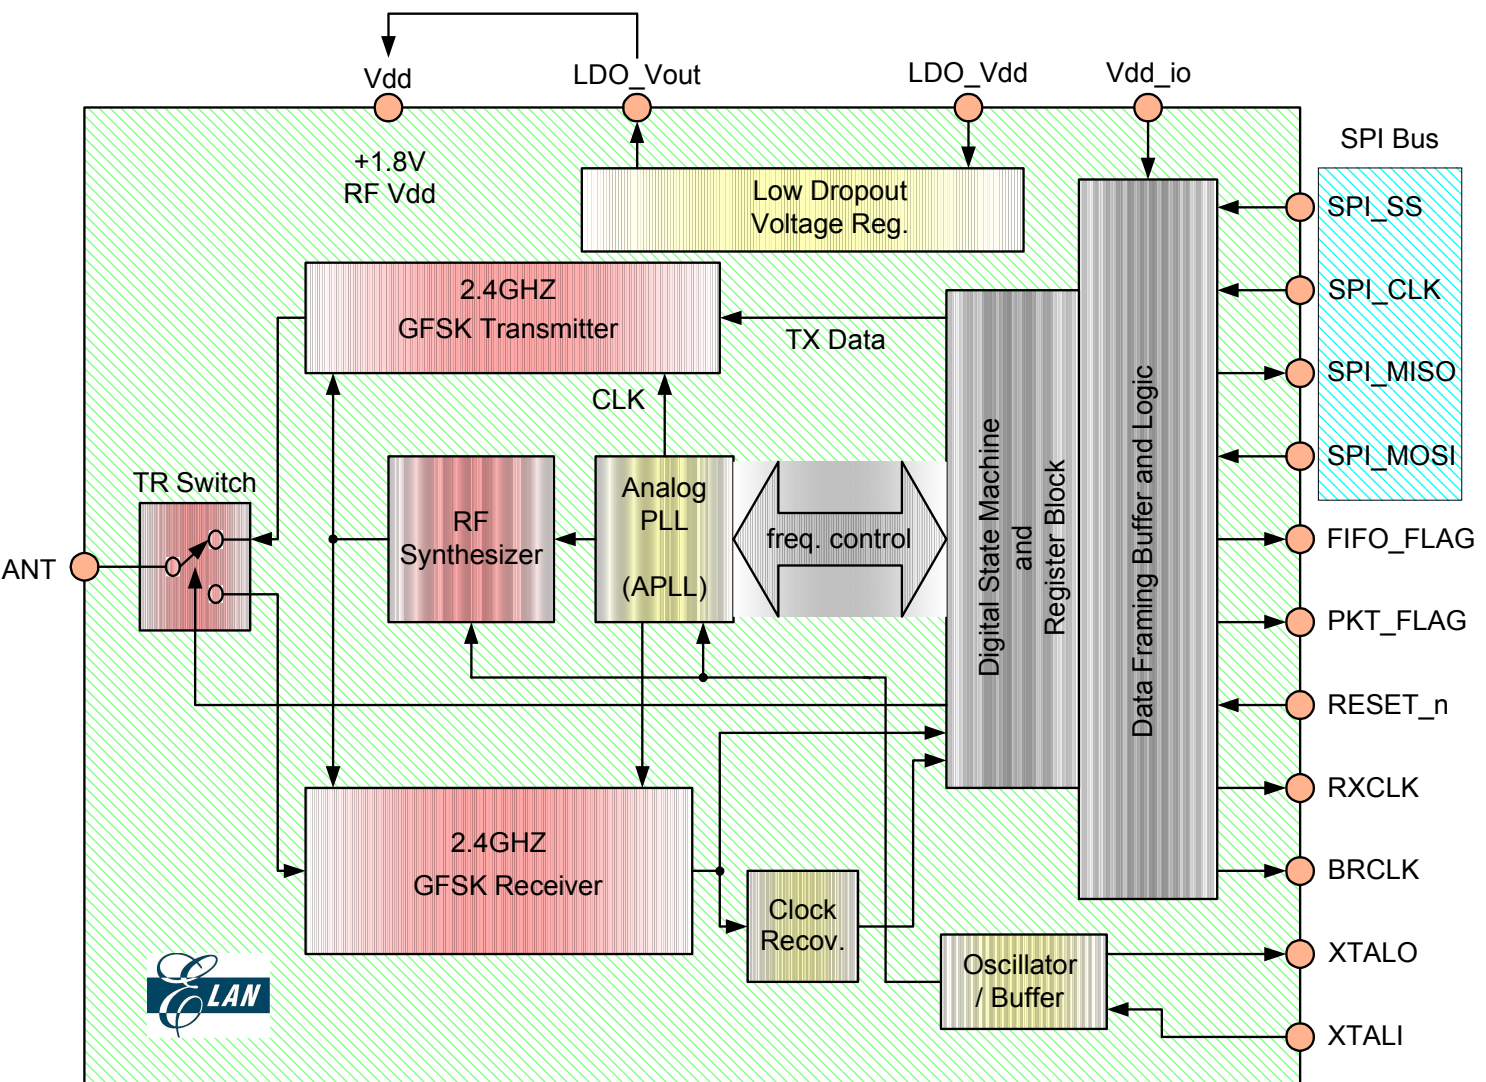 Vdd
LDO_Vout
LDO_Vdd
Vdd_io
SPI Bus
+1.8V
RF Vdd
Low Dropout
Voltage Reg.
SPI_SS
2.4GHZ
GFSK Transmitter
SPI_CLK
TX Data
CLK
SPI_MISO
TR Switch
RF
Synthesizer
Analog
PLL
(APLL)
freq. control
Digital State Machine
and
Register Block
Data Framing Buffer and Logic
SPI_MOSI
FIFO_FLAG
ANT
PKT_FLAG
RESET_n
RXCLK
2.4GHZ
GFSK Receiver
BRCLK
Clock
Recov.
Oscillator
/ Buffer
XTALO
XTALI
ELAN